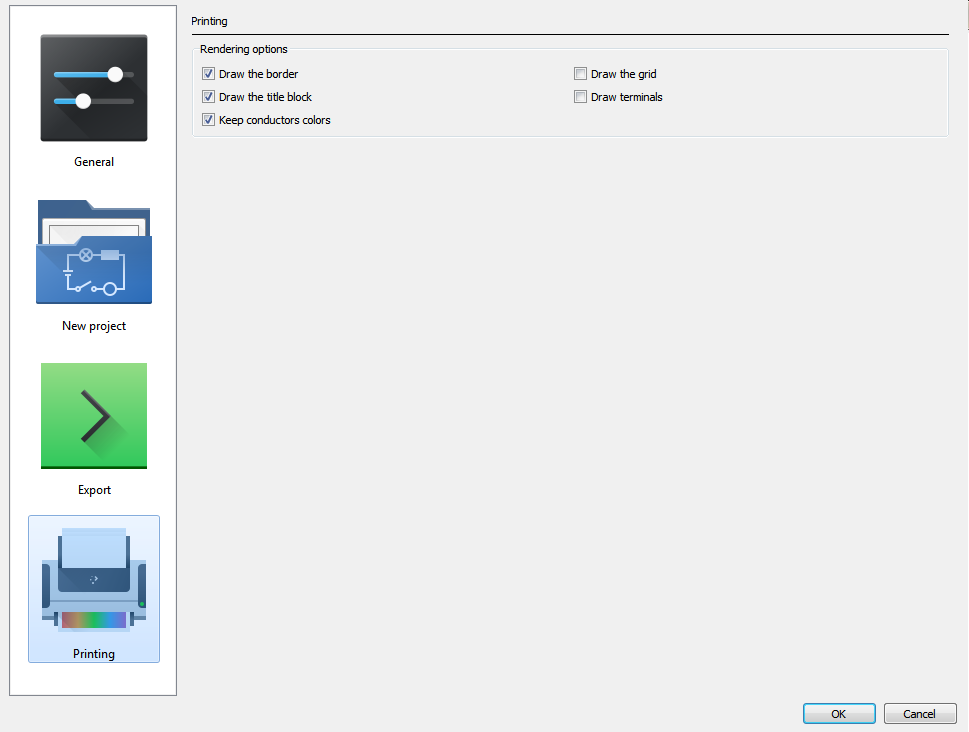 General
New project
Export
Printing
Printing
Rendering options
Draw the border
Draw the grid
Draw the title block
Draw terminals
Keep conductors colors
OK
Cancel